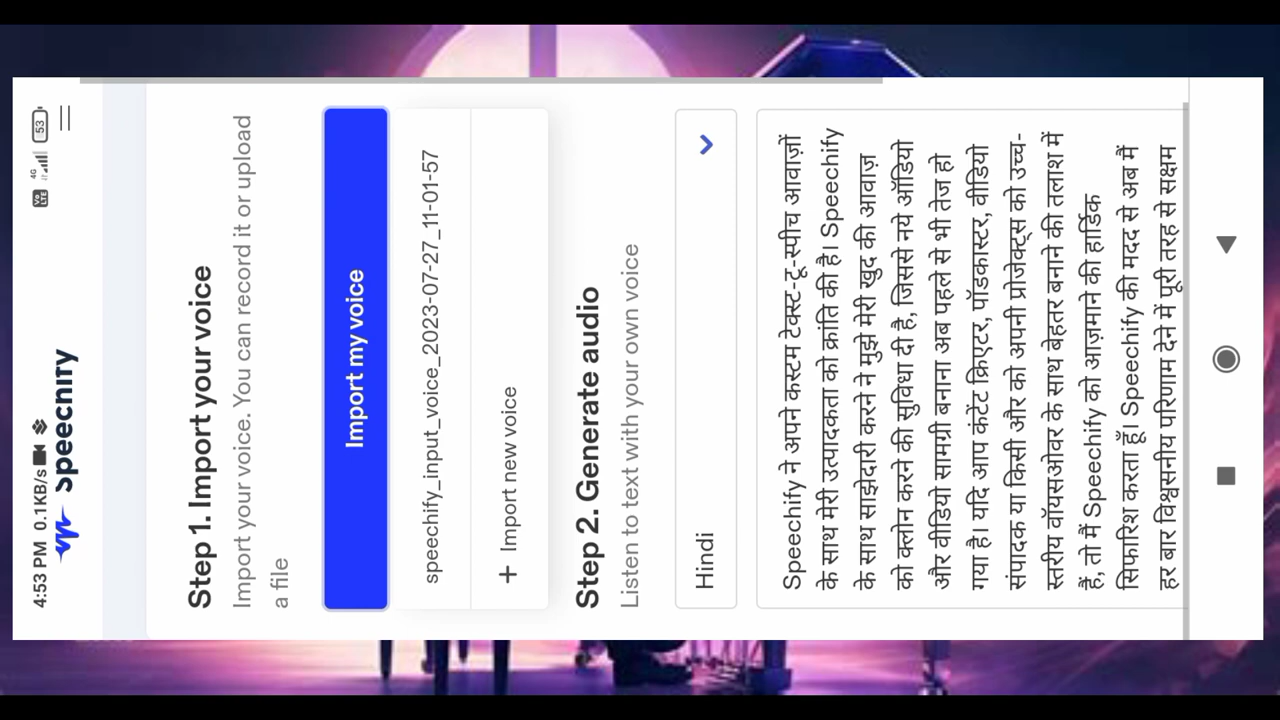 4:53 PM 0.1KB/s 4G 53
Speechify
Step 1. Import your voice
Import your voice. You can record it or upload
a file
Import my voice
speechify_input_voice_2023-07-27_11-01-57
+ Import new voice
Step 2. Generate audio
Listen to text with your own voice
Hindi
Speechify ने अपने कस्टम टेक्स्ट-टू-स्पीच आवाज़ों
के साथ मेरी उत्पादकता को क्रांति की है। Speechify
के साथ साझेदारी करने ने मुझे मेरी खुद की आवाज़
को क्लोन करने की सुविधा दी है, जिससे नये ऑडियो
और वीडियो सामग्री बनाना अब पहले से भी तेज हो
गया है। यदि आप कंटेंट क्रिएटर, पॉडकास्टर, वीडियो
संपादक या किसी और को अपनी प्रोजेक्ट्स को उच्च-
स्तरीय वॉयसओवर के साथ बेहतर बनाने की तलाश में
हैं, तो मैं Speechify को आज़माने की हार्डिक
सिफारिश करता हूँ। Speechify की मदद से अब मैं
हर बार विश्वसनीय परिणाम देने में पूरी तरह से सक्षम